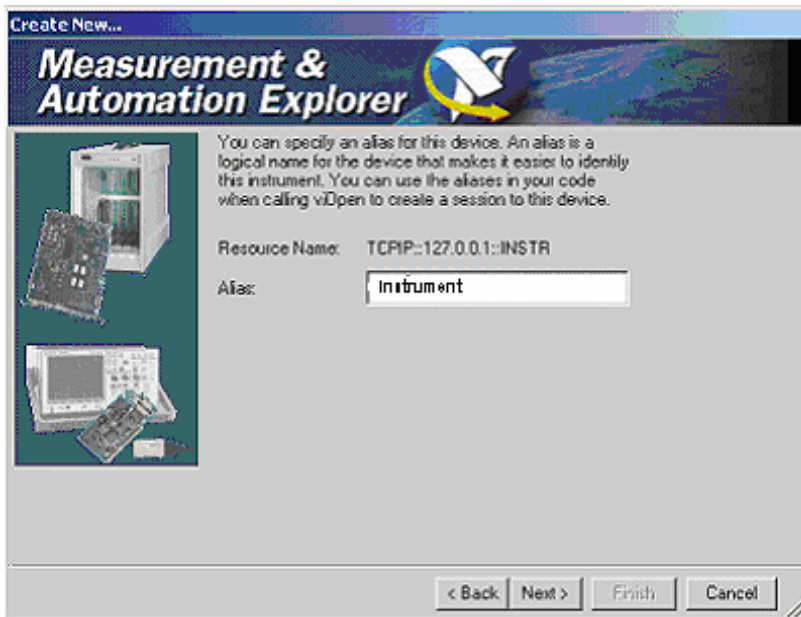 Create New...
Measurement &
Automation Explorer
You can specify an alias for this device. An alias is a
logical name for the device that makes it easier to identify
this instrument. You can use the aliases in your code
when calling viOpen to create a session to this device.
Resource Name: TCPIP::127.0.0.1::INSTR
Alias: Instrument
< Back Next > Finish Cancel